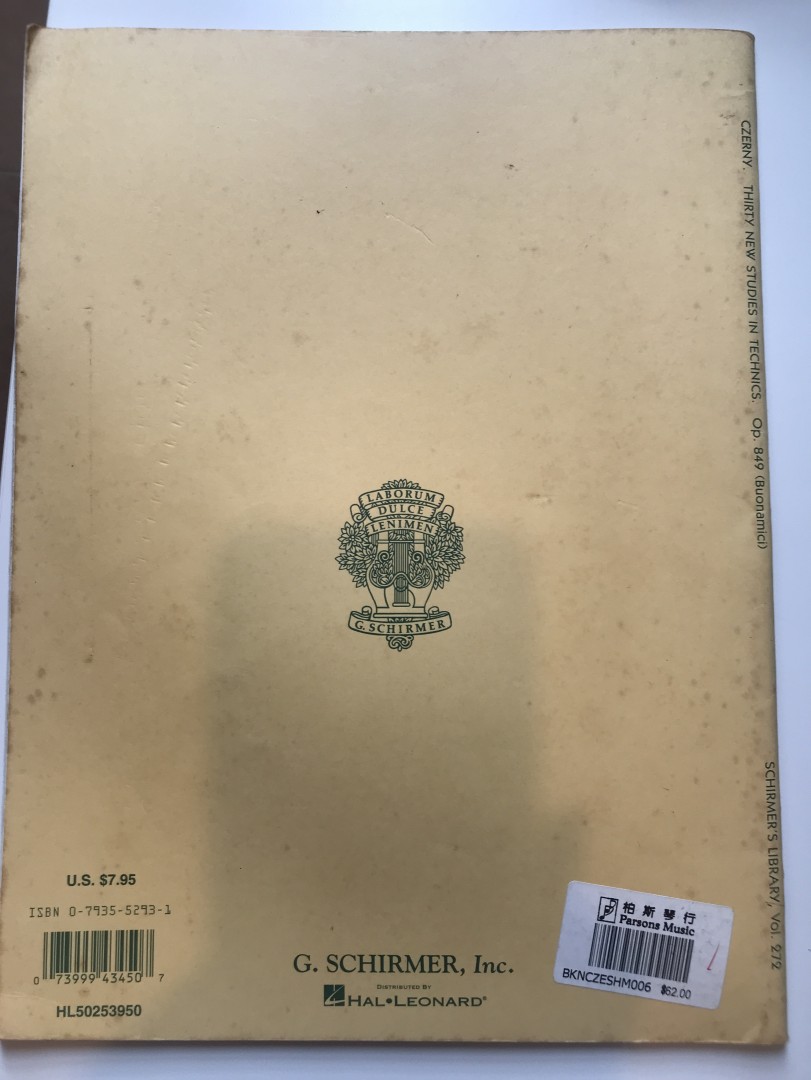 CZERNY. THIRTY NEW STUDIES IN TECHNICS. Op. 849 (Buonamici)
SCHIRMER'S LIBRARY, Vol. 272
LABORUM
DULCE
LENIMEN
G. SCHIRMER
U.S. $7.95
ISBN 0-7935-5293-1
0 73999 43450 7
HL50253950
G. SCHIRMER, Inc.
DISTRIBUTED BY
HAL•LEONARD®
柏斯琴行
Parsons Music
BKNCZESHM006 $62.00